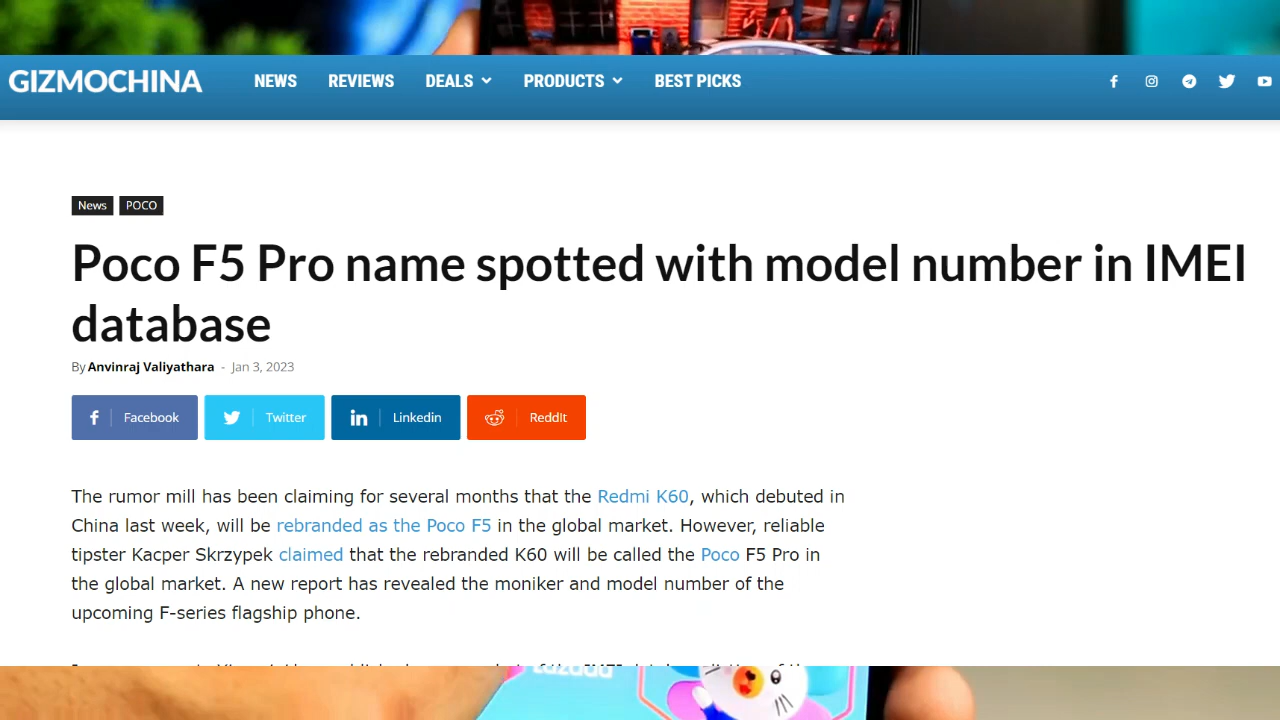 GIZMOCHINA NEWS REVIEWS DEALS PRODUCTS BEST PICKS
News POCO
Poco F5 Pro name spotted with model number in IMEI
database
By Anvinraj Valiyathara - Jan 3, 2023
Facebook Twitter Linkedin ReddIt
The rumor mill has been claiming for several months that the Redmi K60, which debuted in
China last week, will be rebranded as the Poco F5 in the global market. However, reliable
tipster Kacper Skrzypek claimed that the rebranded K60 will be called the Poco F5 Pro in
the global market. A new report has revealed the moniker and model number of the
upcoming F-series flagship phone.